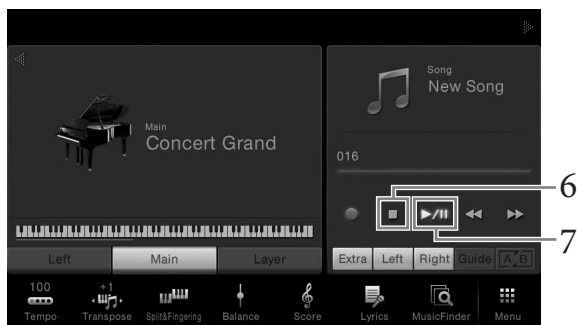 Main
Concert Grand
Song
New Song
016
6
7
Left Main Layer
Extra Left Right Guide A B
100 +1
Tempo Transpose Split&Fingering Balance Score Lyrics MusicFinder Menu